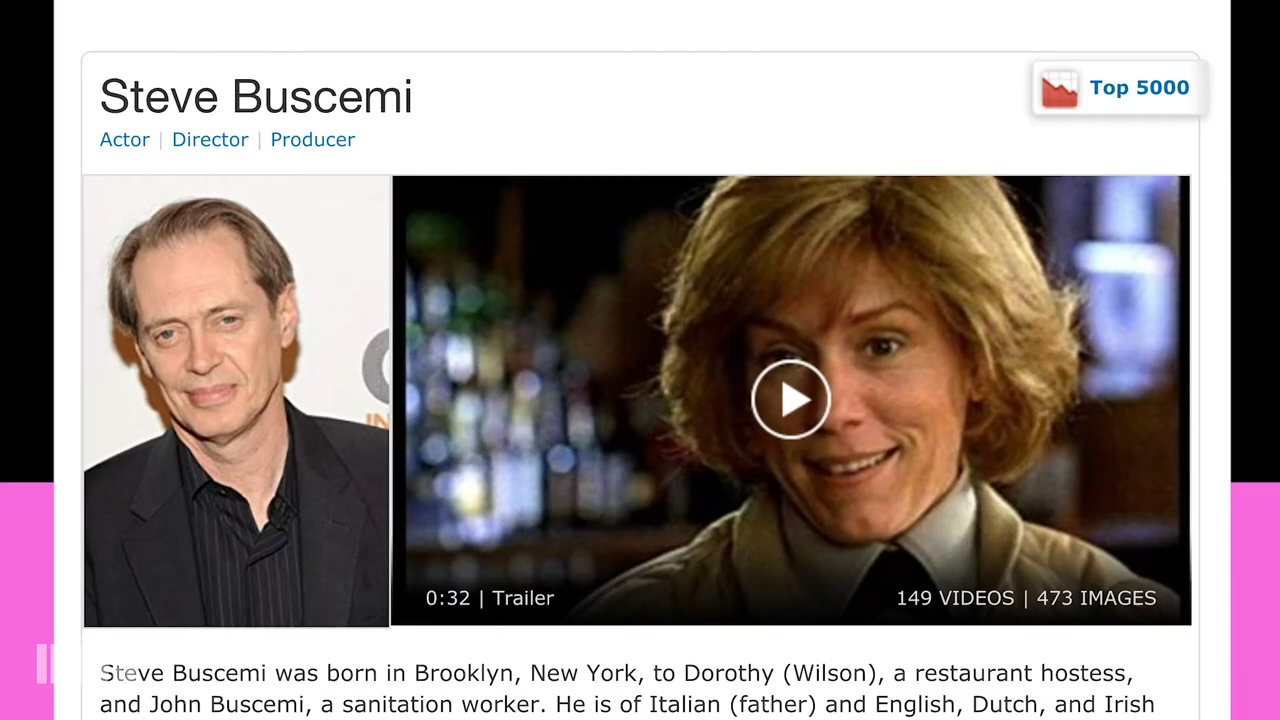 Steve Buscemi
Top 5000
Actor | Director | Producer
IN
0:32 | Trailer
149 VIDEOS | 473 IMAGES
Steve Buscemi was born in Brooklyn, New York, to Dorothy (Wilson), a restaurant hostess,
and John Buscemi, a sanitation worker. He is of Italian (father) and English, Dutch, and Irish